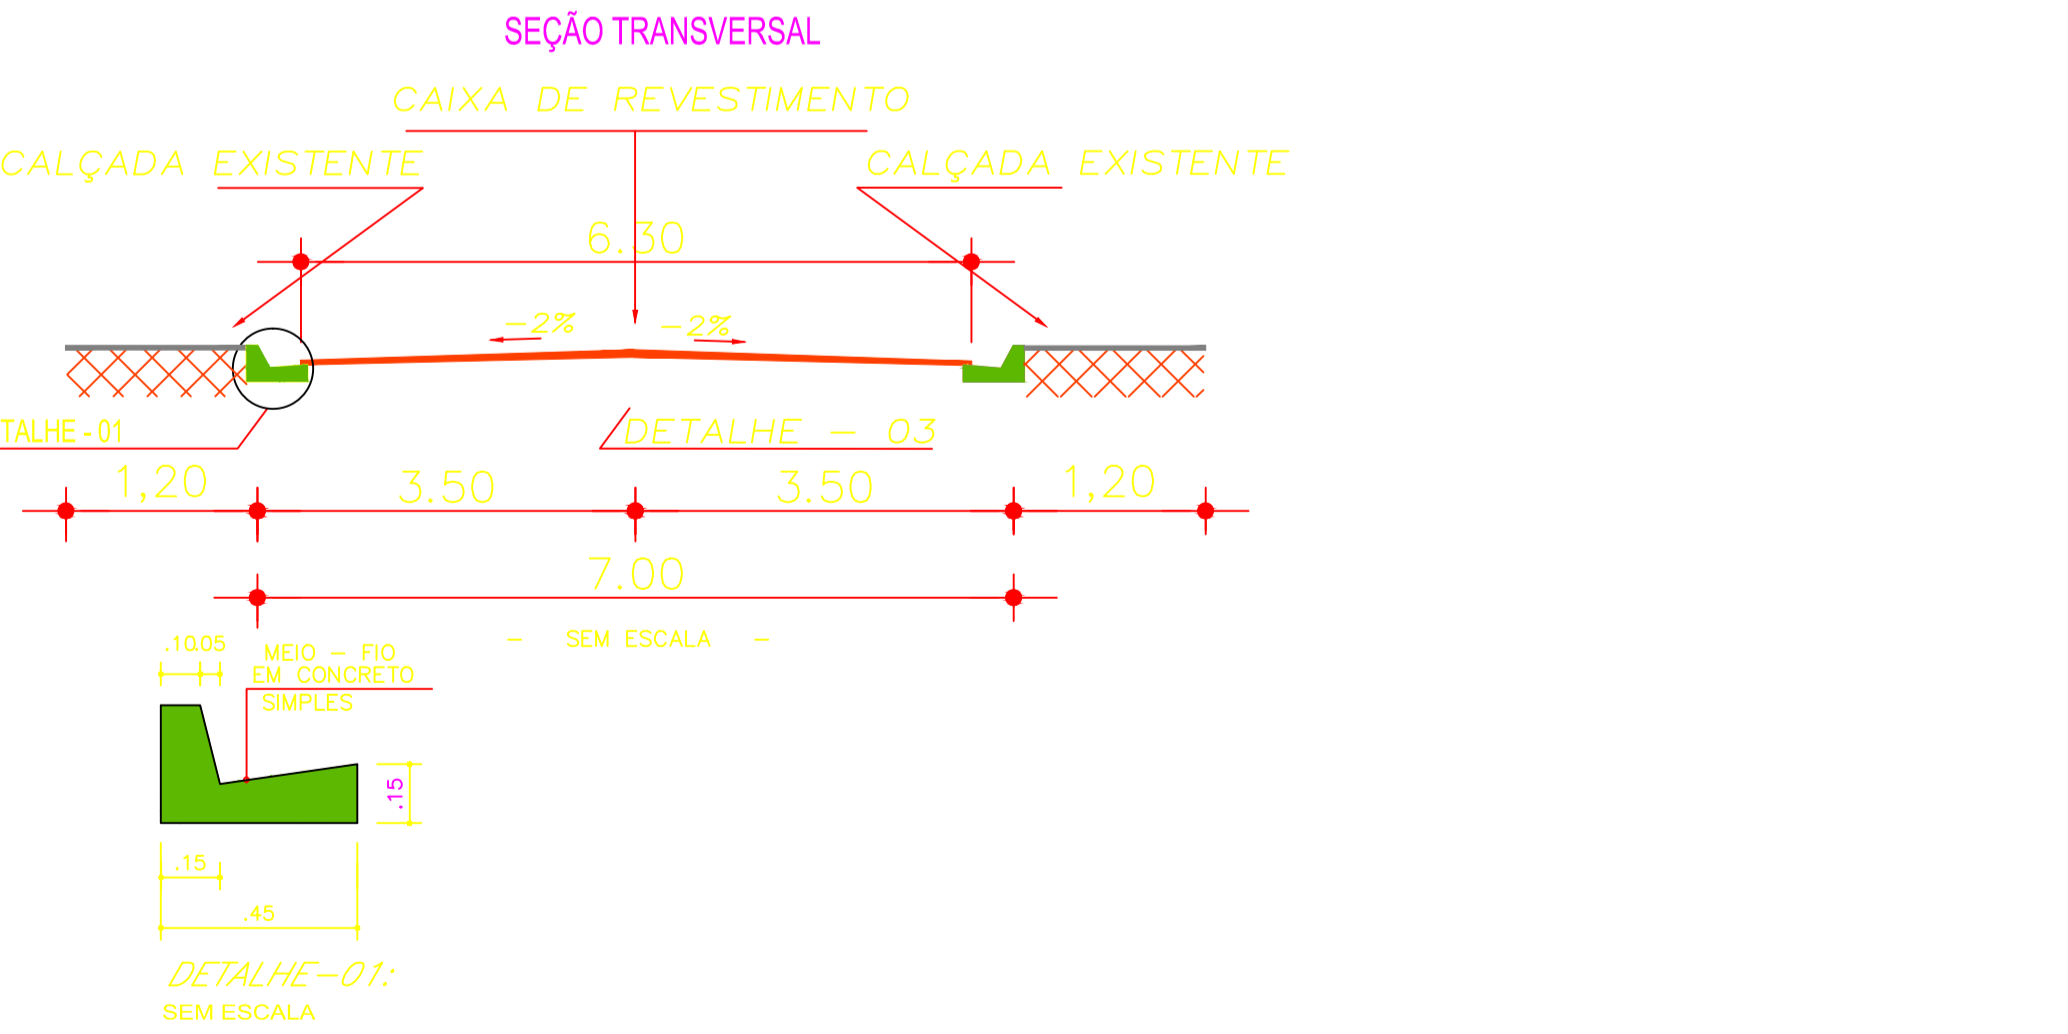 SEÇÃO TRANSVERSAL
CAIXA DE REVESTIMENTO
CALÇADA EXISTENTE
CALÇADA EXISTENTE
6.30
-2%
-2%
TALHE - 01
DETALHE - 03
1,20
3.50
3.50
1,20
7.00
- SEM ESCALA -
.10
.05
MEIO - FIO
EM CONCRETO
SIMPLES
.15
.15
.45
DETALHE-01:
SEM ESCALA